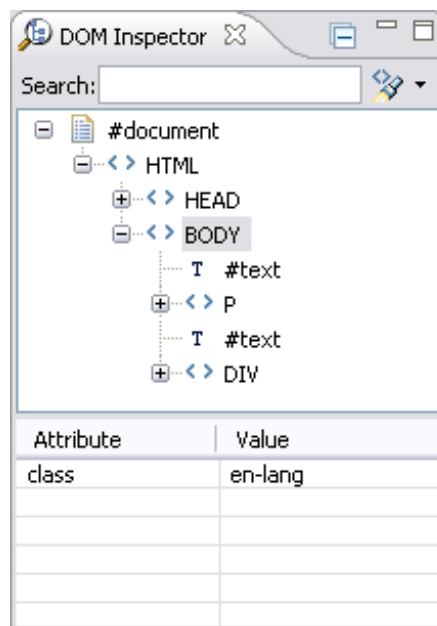 DOM Inspector
Search:
#document
< > HTML
< > HEAD
< > BODY
T #text
< > P
T #text
< > DIV
Attribute Value
class en-lang